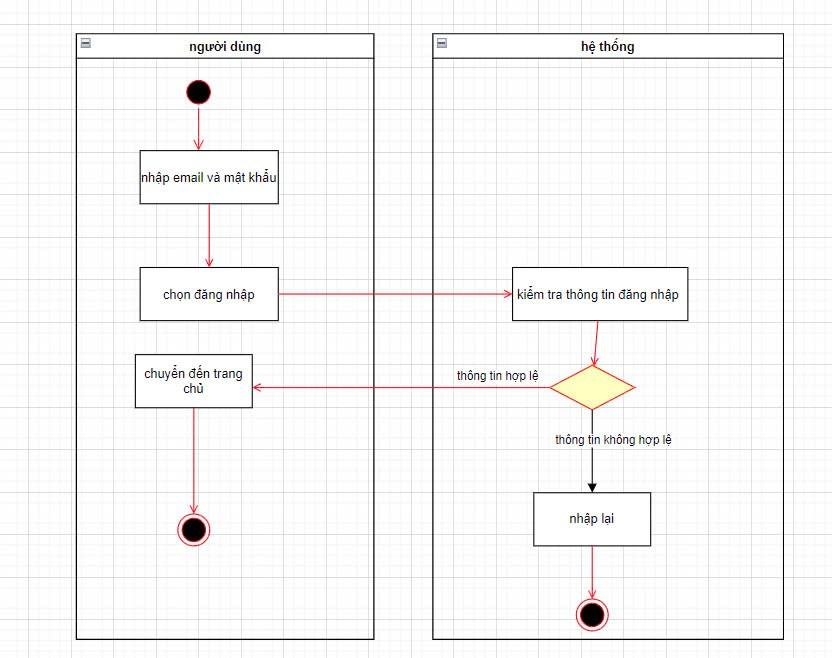 người dùng
hệ thống
nhập email và mật khẩu
chọn đăng nhập
kiểm tra thông tin đăng nhập
chuyển đến trang
chủ
thông tin hợp lệ
thông tin không hợp lệ
nhập lại